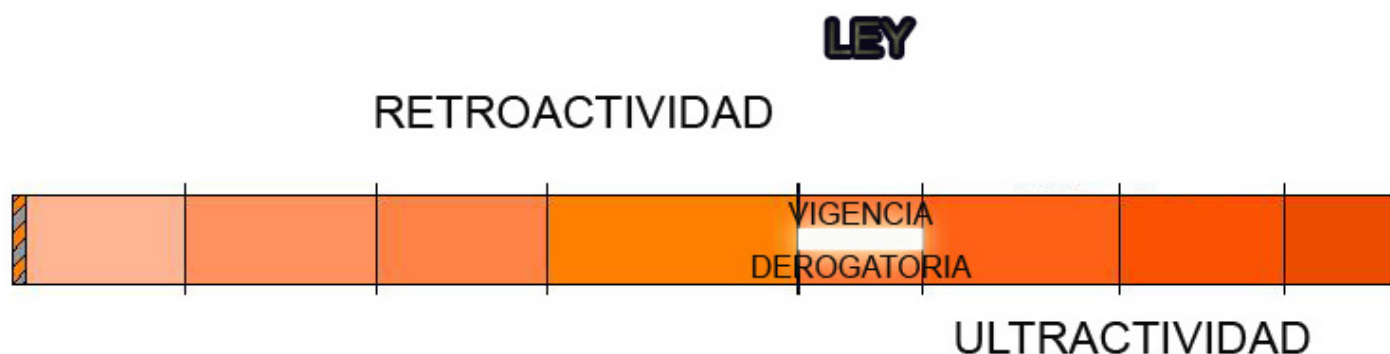 LEY
RETROACTIVIDAD
VIGENCIA
DEROGATORIA
ULTRACTIVIDAD